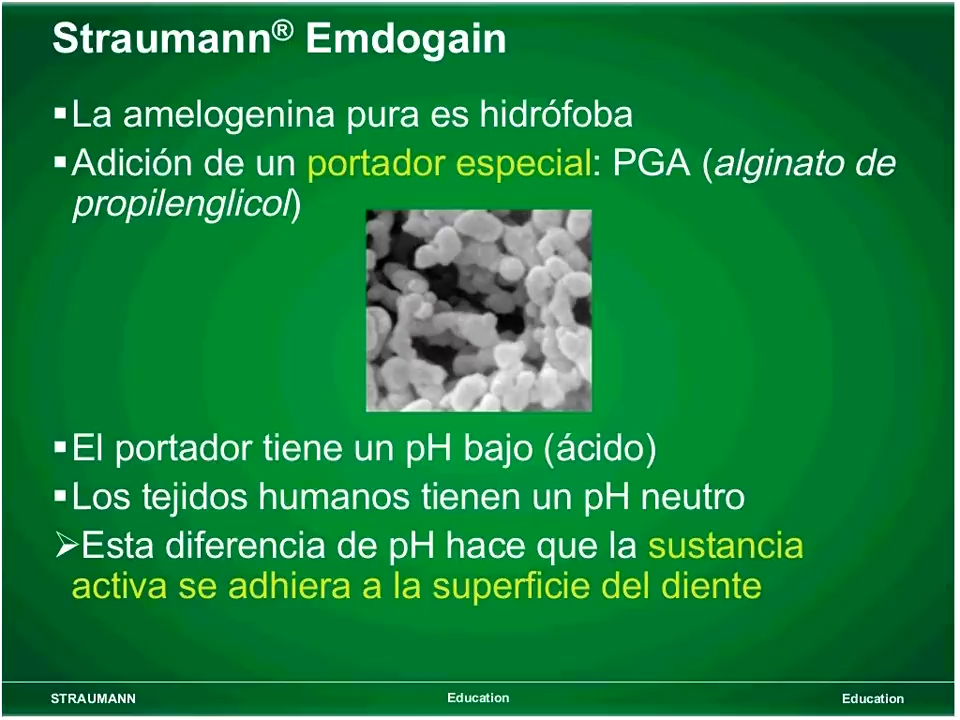 Straumann® Emdogain
▪La amelogenina pura es hidrófoba
▪Adición de un portador especial: PGA (alginato de
propilenglicol)
▪El portador tiene un pH bajo (ácido)
▪Los tejidos humanos tienen un pH neutro
➢Esta diferencia de pH hace que la sustancia
activa se adhiera a la superficie del diente
STRAUMANN Education Education